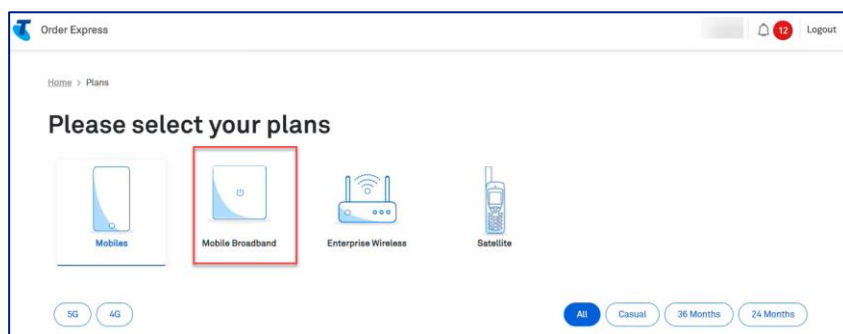 Order Express 12 Logout
Home > Plans
Please select your plans
Mobiles Mobile Broadband Enterprise Wireless Satellite
5G 4G All Casual 36 Months 24 Months